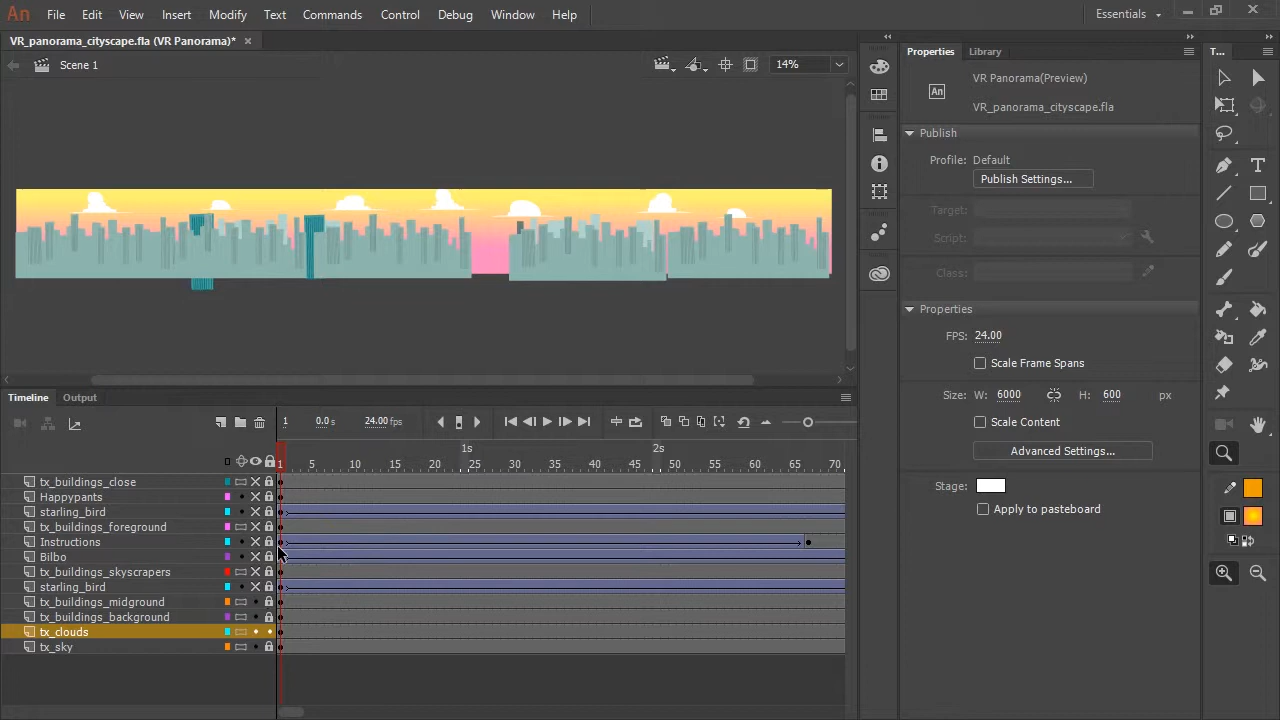 An File Edit View Insert Modify Text Commands Control Debug Window Help Essentials
VR_panorama_cityscape.fla (VR Panorama)*
Scene 1 14%
Timeline Output
1 0.0 s 24.00 fps
1s 2s
1 5 10 15 20 25 30 35 40 45 50 55 60 65 70
tx_buildings_close
Happypants
starling_bird
tx_buildings_foreground
Instructions
Bilbo
tx_buildings_skyscrapers
starling_bird
tx_buildings_midground
tx_buildings_background
tx_clouds
tx_sky
Properties Library
An VR Panorama(Preview)
VR_panorama_cityscape.fla
Publish
Profile: Default
Publish Settings...
Target:
Script:
Class:
Properties
FPS: 24.00
Scale Frame Spans
Size: W: 6000 H: 600 px
Scale Content
Advanced Settings...
Stage:
Apply to pasteboard
T...
T